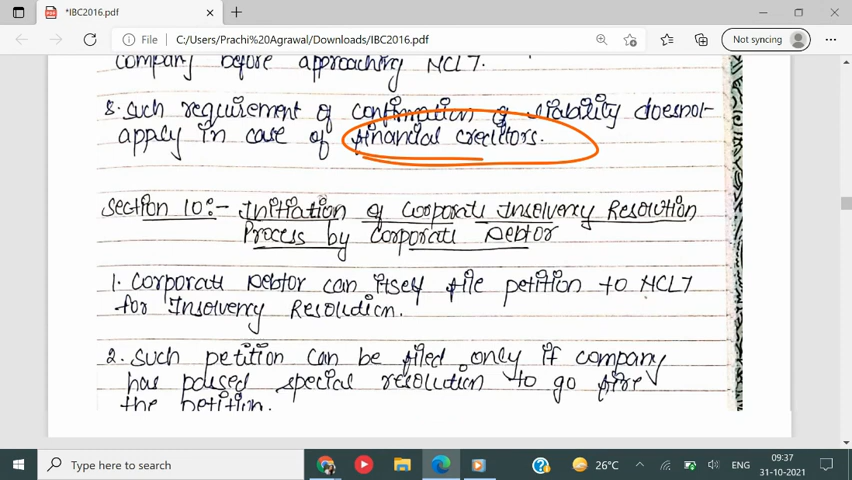 *IBC2016.pdf
File
C:/Users/Prachi%20Agrawal/Downloads/IBC2016.pdf
Not syncing
company before approaching NCLT.
8. Such requirement of confirmation of liability doesnot
apply in case of financial creditors.
Section 10:- Initiation of Corporate Insolvency Resolution
Process by Corporate Debtor
1. Corporate Debtor can itself file petition to NCLT
for Insolvency Resolution.
2. Such petition can be filed only if company
has passed special resolution to go
the petition.
Type here to search
26°C
ENG
09:37
31-10-2021